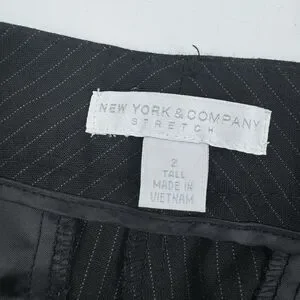 NEW YORK & COMPANY
STRETCH
2
TALL
MADE IN
VIETNAM